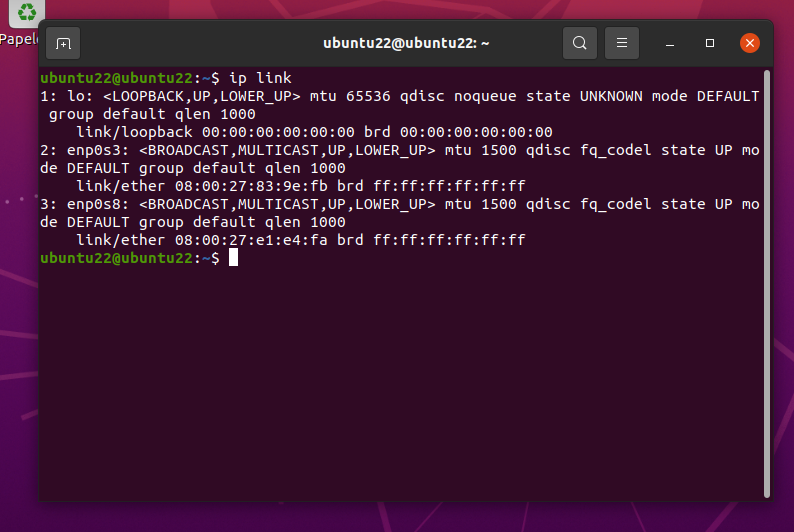 Papele
ubuntu22@ubuntu22: ~
ubuntu22@ubuntu22:~$ ip link
1: lo: <LOOPBACK,UP,LOWER_UP> mtu 65536 qdisc noqueue state UNKNOWN mode DEFAULT
 group default qlen 1000
    link/loopback 00:00:00:00:00:00 brd 00:00:00:00:00:00
2: enp0s3: <BROADCAST,MULTICAST,UP,LOWER_UP> mtu 1500 qdisc fq_codel state UP mo
de DEFAULT group default qlen 1000
    link/ether 08:00:27:83:9e:fb brd ff:ff:ff:ff:ff:ff
3: enp0s8: <BROADCAST,MULTICAST,UP,LOWER_UP> mtu 1500 qdisc fq_codel state UP mo
de DEFAULT group default qlen 1000
    link/ether 08:00:27:e1:e4:fa brd ff:ff:ff:ff:ff:ff
ubuntu22@ubuntu22:~$